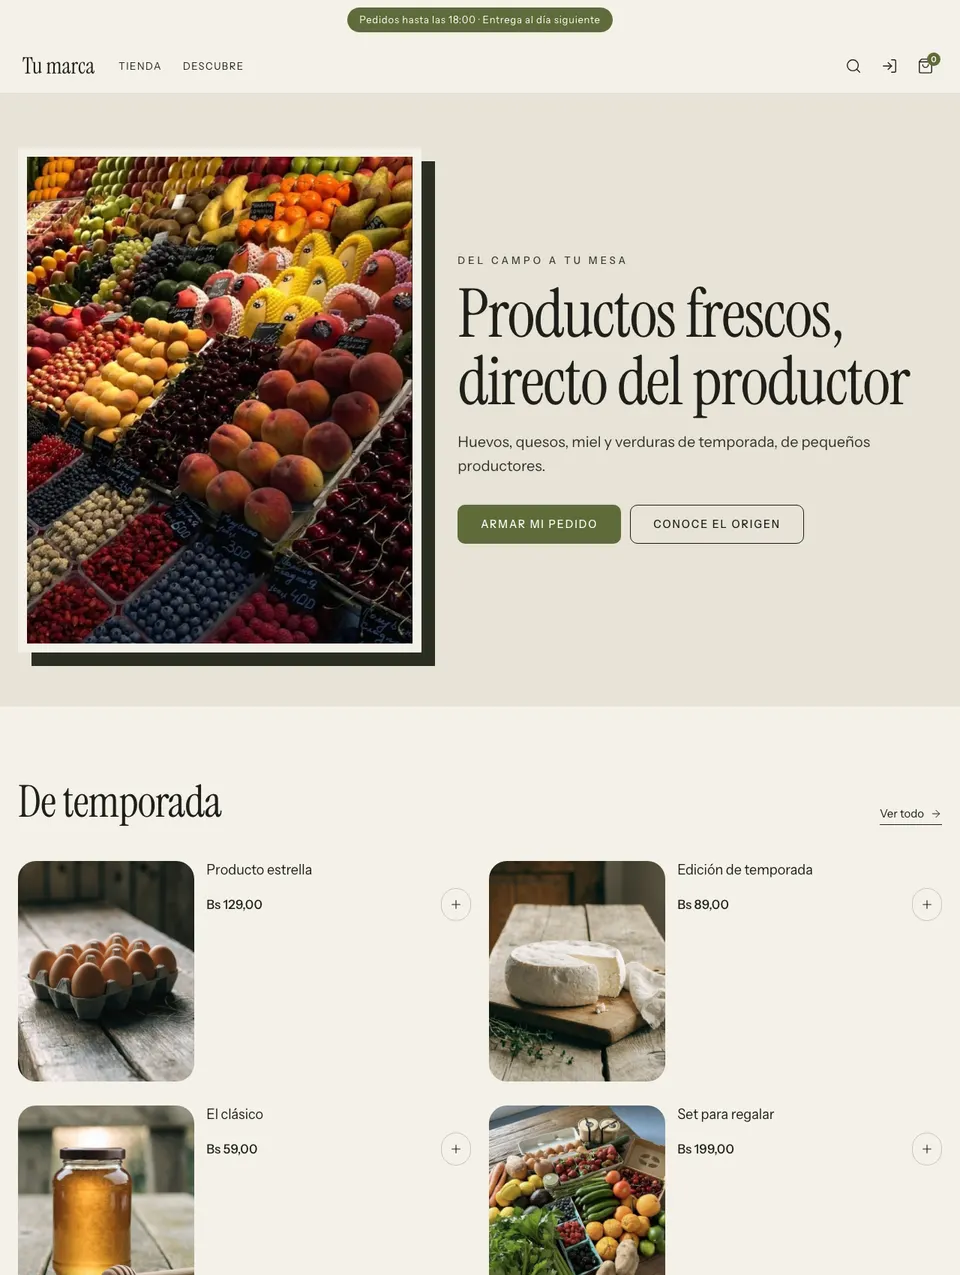 Pedidos hasta las 18:00 · Entrega al día siguiente
Tu marca
TIENDA
DESCUBRE
0
DEL CAMPO A TU MESA
Productos frescos,
directo del productor
Huevos, quesos, miel y verduras de temporada, de pequeños
productores.
ARMAR MI PEDIDO
CONOCE EL ORIGEN
De temporada
Ver todo
Producto estrella
Bs 129,00
Edición de temporada
Bs 89,00
El clásico
Bs 59,00
Set para regalar
Bs 199,00